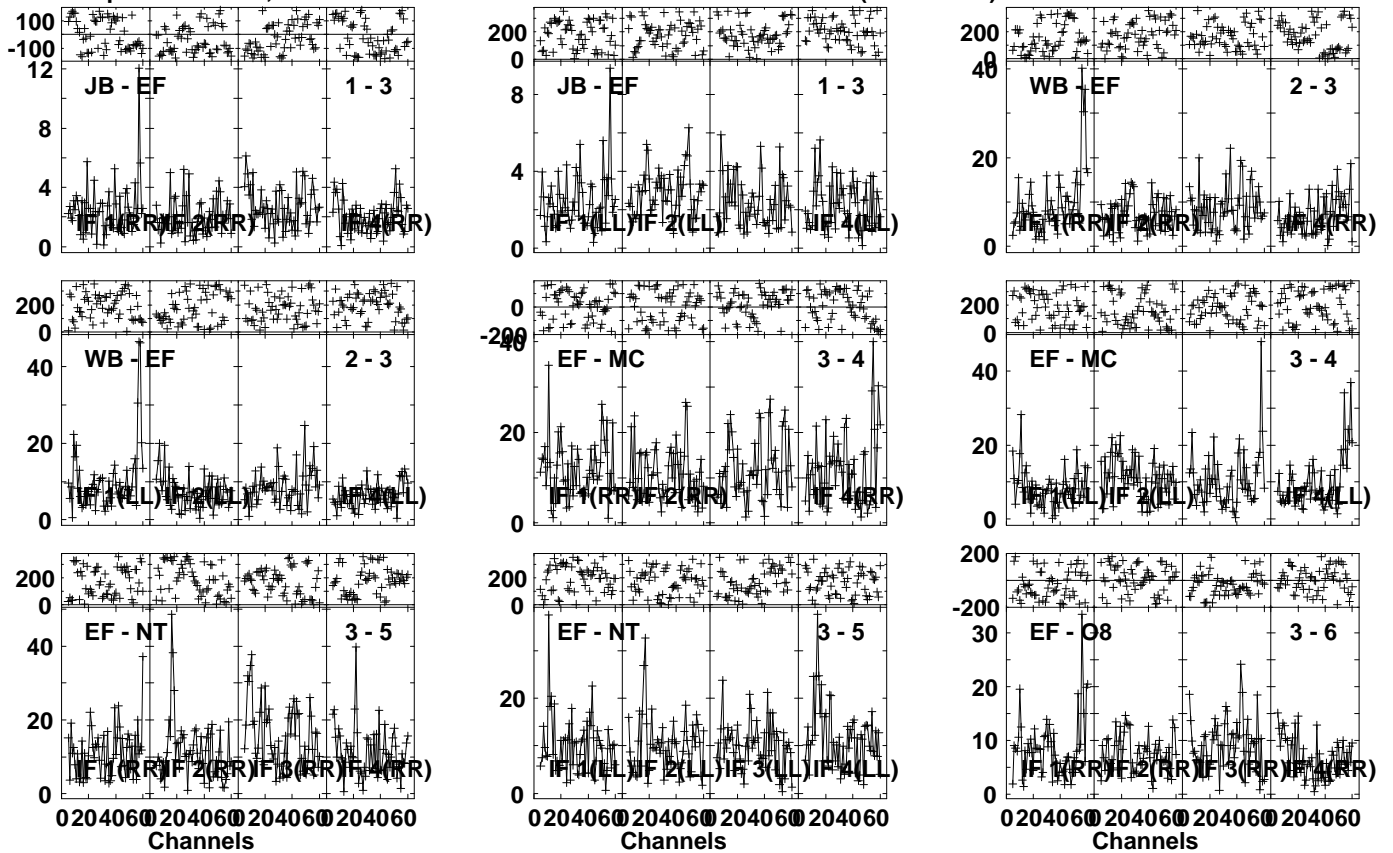 100
-100
200
0
200
0
12
8
4
0
JB - EF
1 - 3
IF 1(RR)
IF 2(RR)
IF 4(RR)
8
4
0
JB - EF
1 - 3
IF 1(LL)
IF 2(LL)
IF 4(LL)
40
20
0
WB - EF
2 - 3
IF 1(RR)
IF 2(RR)
IF 4(RR)
200
0
0
-200
200
0
40
20
0
WB - EF
2 - 3
IF 1(LL)
IF 2(LL)
IF 4(LL)
40
20
0
EF - MC
3 - 4
IF 1(RR)
IF 2(RR)
IF 4(RR)
40
20
0
EF - MC
3 - 4
IF 1(LL)
IF 2(LL)
IF 4(LL)
200
0
200
0
200
-200
40
20
0
EF - NT
3 - 5
IF 1(RR)
IF 2(RR)
IF 3(RR)
IF 4(RR)
20
0
EF - NT
3 - 5
IF 1(LL)
IF 2(LL)
IF 3(LL)
IF 4(LL)
30
20
10
0
EF - O8
3 - 6
IF 1(RR)
IF 2(RR)
IF 3(RR)
IF 4(RR)
0 20 40 60 0 20 40 60 0 20 40 60 0 20 40 60
Channels
0 20 40 60 0 20 40 60 0 20 40 60 0 20 40 60
Channels
0 20 40 60 0 20 40 60 0 20 40 60 0 20 40 60
Channels